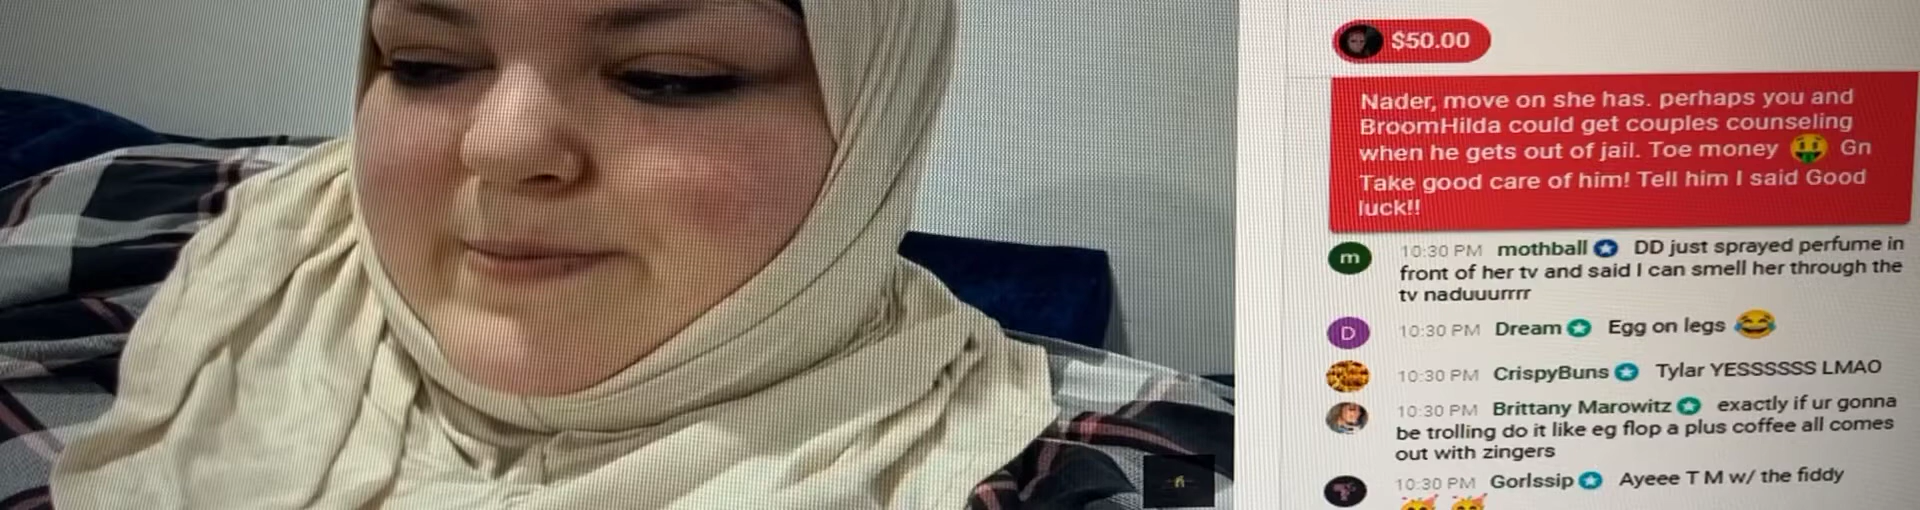 $50.00
Nader, move on she has. perhaps you and
BroomHilda could get couples counseling
when he gets out of jail. Toe money 🤑 Gn
Take good care of him! Tell him I said Good
luck!!
m
10:30 PM mothball DD just sprayed perfume in
front of her tv and said I can smell her through the
tv naduuurrrr
D
10:30 PM Dream Egg on legs 😂
10:30 PM CrispyBuns Tylar YESSSSSS LMAO
10:30 PM Brittany Marowitz exactly if ur gonna
be trolling do it like eg flop a plus coffee all comes
out with zingers
10:30 PM Gorlssip Ayeee T M w/ the fiddy
🥳 🥳